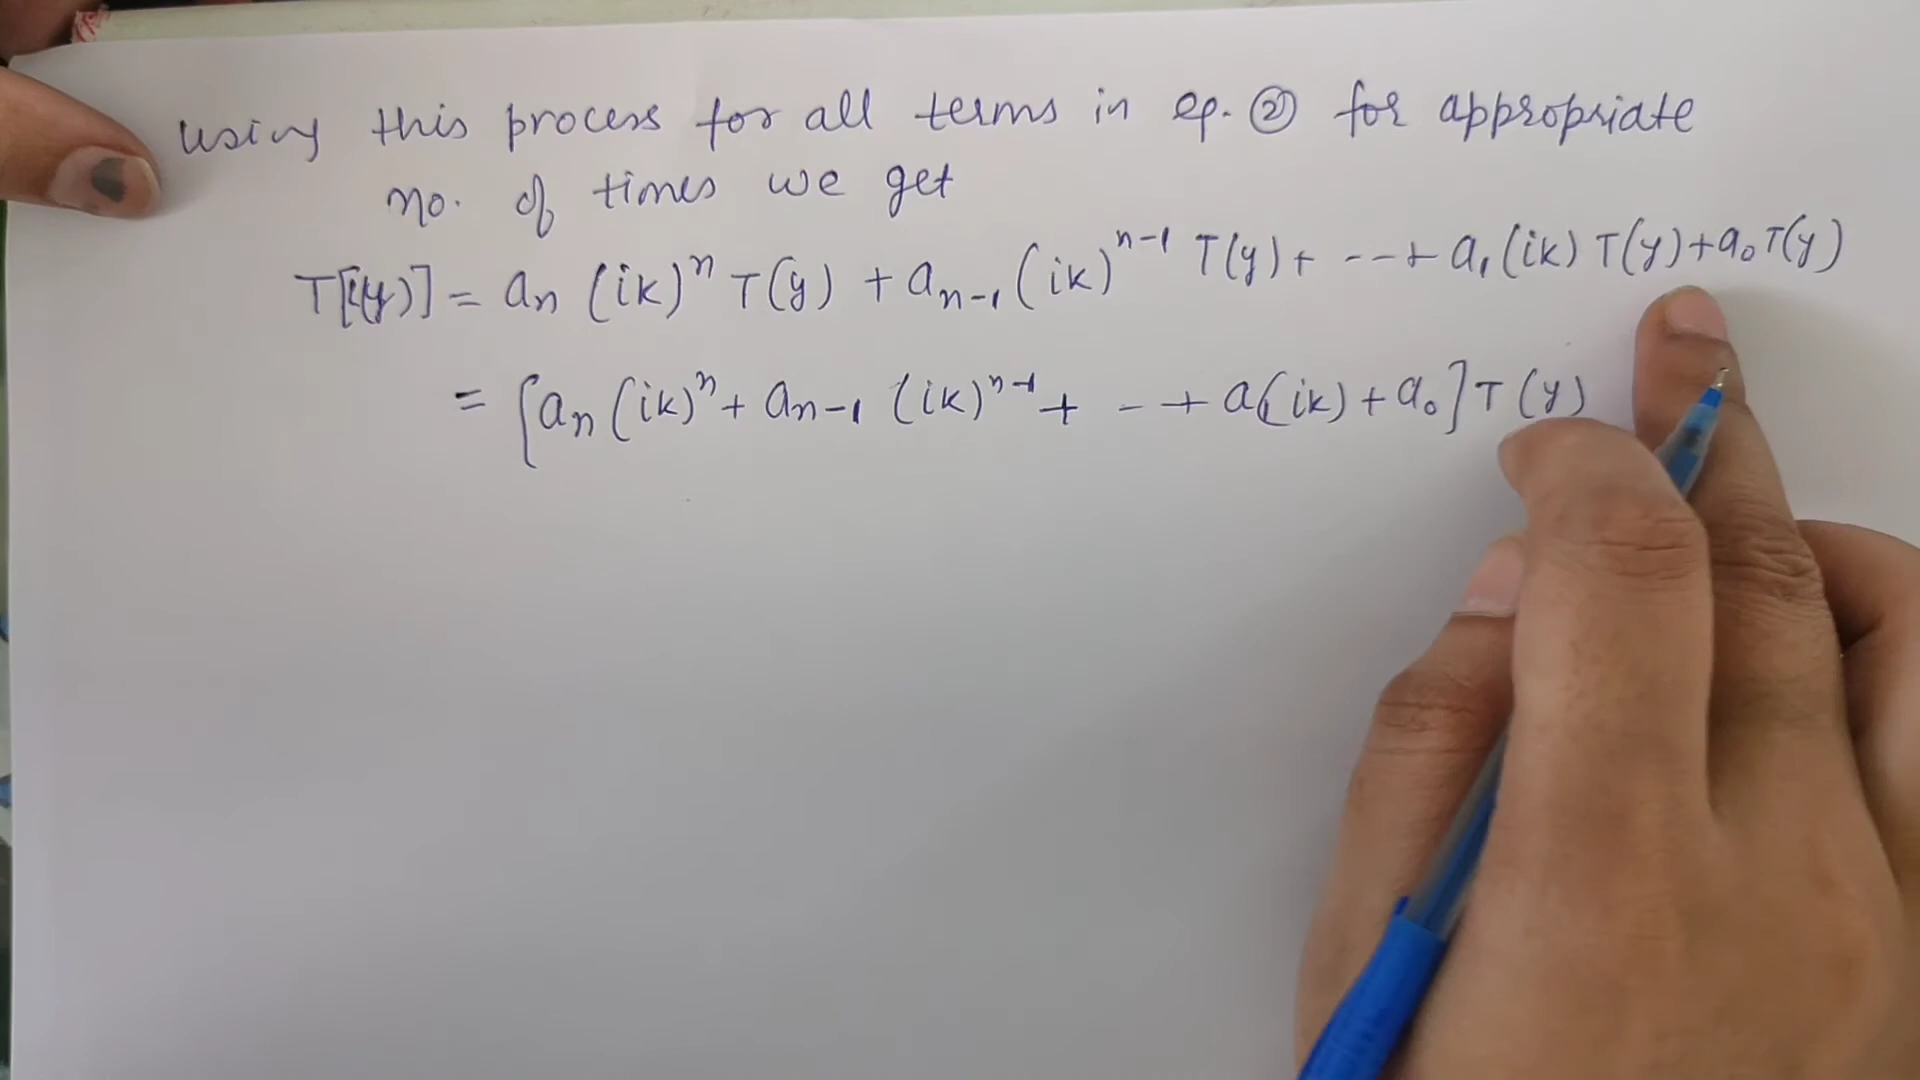 using this process for all terms in eq. ② for appropriate
no. of times we get
T[L(y)] = an (ik)^n T(y) + an-1 (ik)^n-1 T(y) + --+ a1 (ik) T(y) + a0 T(y)
= [an (ik)^n + an-1 (ik)^n-1 + - -+ a1(ik) + a0] T(y)